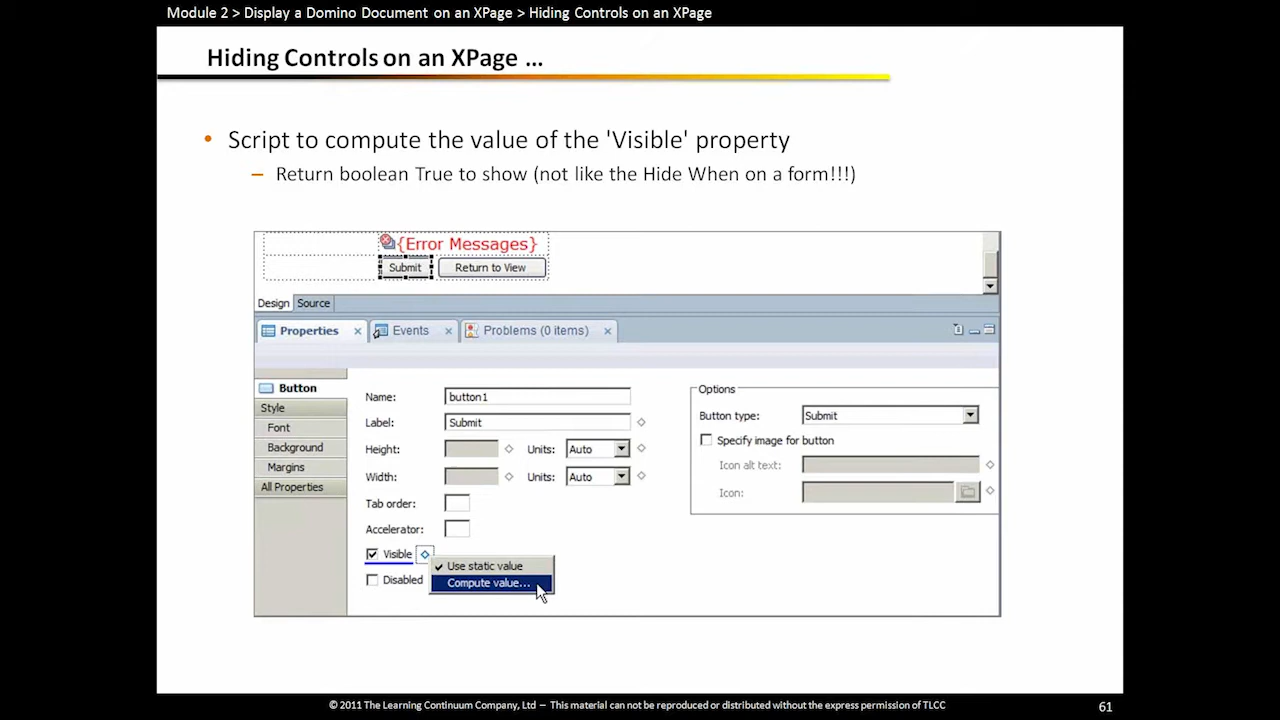 Module 2 > Display a Domino Document on an XPage > Hiding Controls on an XPage
Hiding Controls on an XPage ...
• Script to compute the value of the 'Visible' property
– Return boolean True to show (not like the Hide When on a form!!!)
{Error Messages}
Submit Return to View
Design Source
Properties Events Problems (0 items)
Button
Style
Font
Background
Margins
All Properties
Name: button1
Label: Submit
Height: Units: Auto
Width: Units: Auto
Tab order:
Accelerator:
Visible
Use static value
Compute value...
Disabled
Options
Button type: Submit
Specify image for button
Icon alt text:
Icon:
© 2011 The Learning Continuum Company, Ltd – This material can not be reproduced or distributed without the express permission of TLCC
61